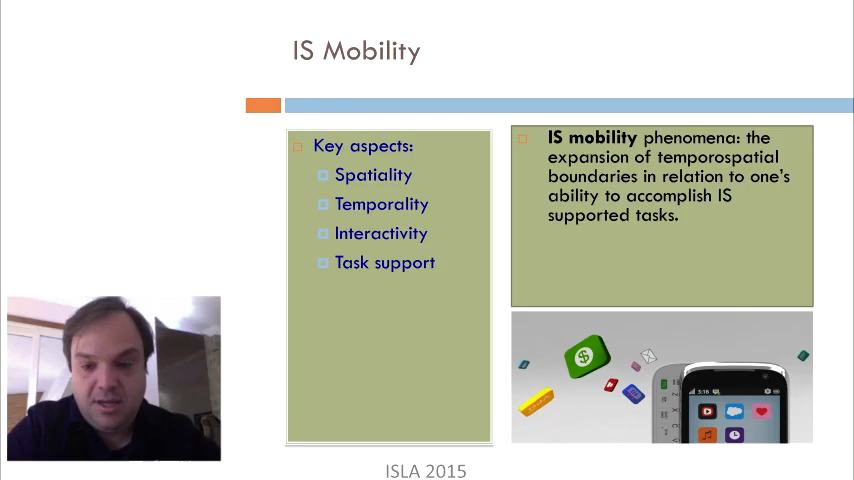 IS Mobility
Key aspects:
Spatiality
Temporality
Interactivity
Task support
IS mobility phenomena: the
expansion of temporospatial
boundaries in relation to one’s
ability to accomplish IS
supported tasks.
$
ISLA 2015